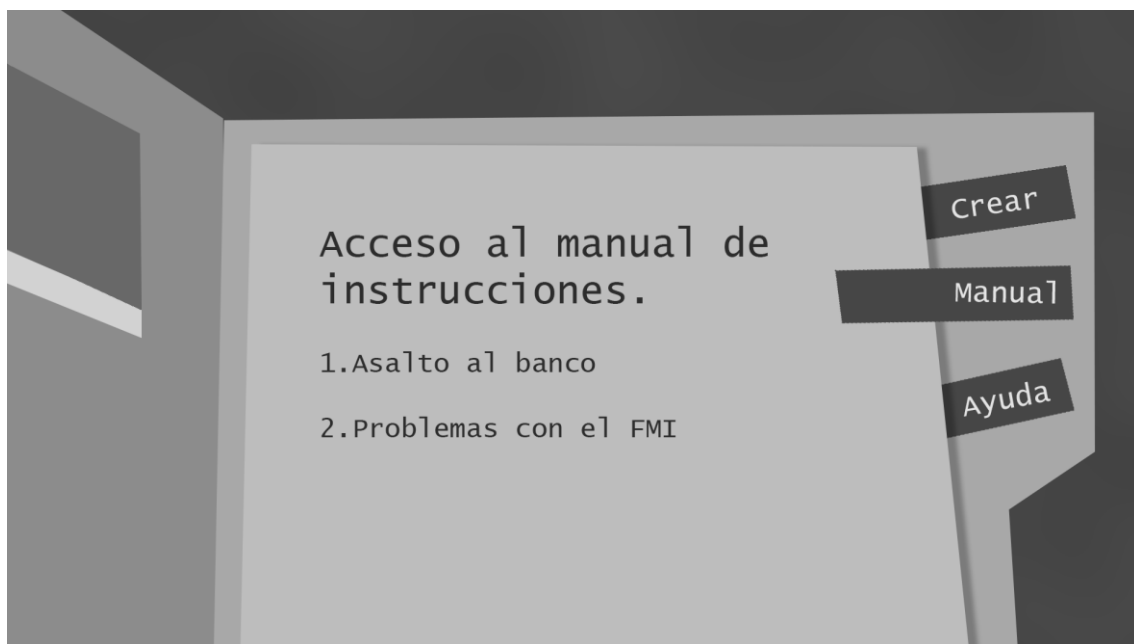 Acceso al manual de
instrucciones.
1.Asalto al banco
2.Problemas con el FMI
Crear
Manual
Ayuda